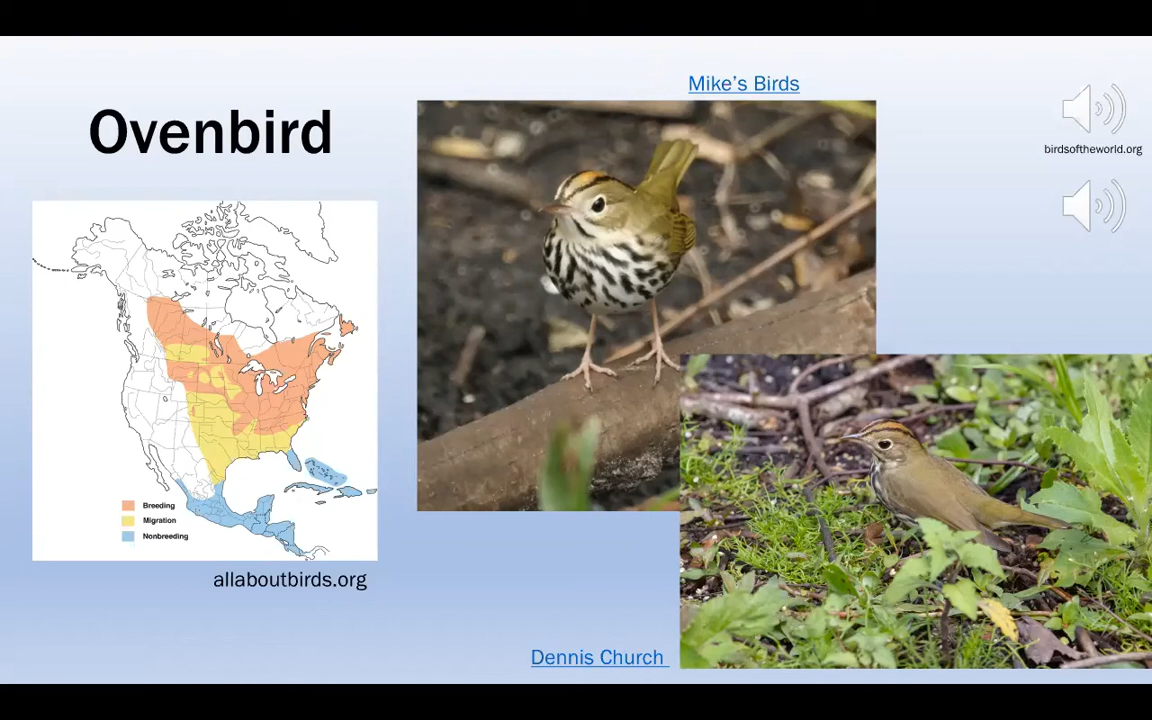 Mike's Birds
Ovenbird
birdsoftheworld.org
Breeding
Migration
Nonbreeding
allaboutbirds.org
Dennis Church